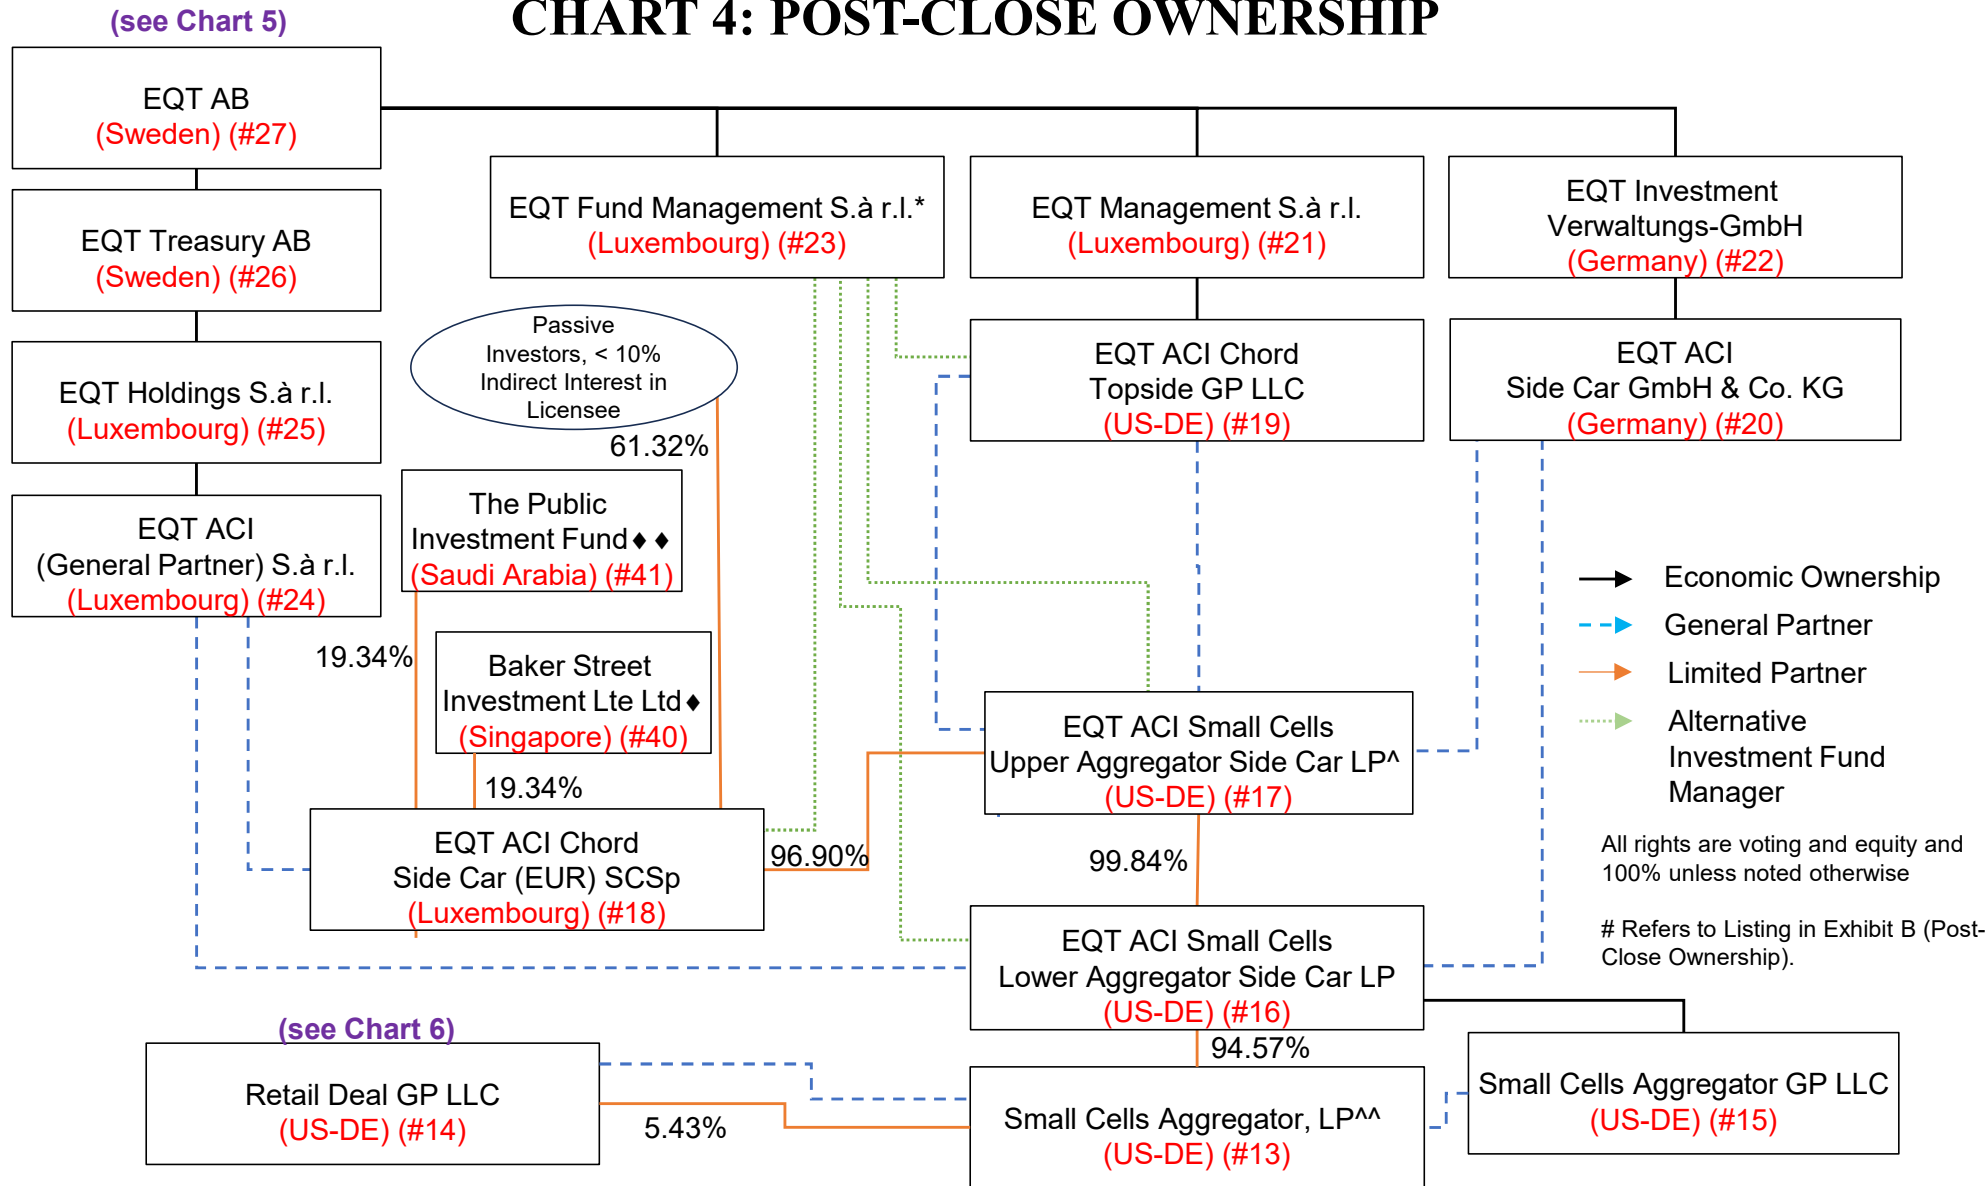 (see Chart 5)
CHART 4: POST-CLOSE OWNERSHIP
EQT AB
(Sweden) (#27)
EQT Treasury AB
(Sweden) (#26)
EQT Holdings S.à r.l.
(Luxembourg) (#25)
EQT ACI
(General Partner) S.à r.l.
(Luxembourg) (#24)
EQT Fund Management S.à r.l.*
(Luxembourg) (#23)
EQT Management S.à r.l.
(Luxembourg) (#21)
EQT Investment
Verwaltungs-GmbH
(Germany) (#22)
Passive
Investors, < 10%
Indirect Interest in
Licensee
61.32%
EQT ACI Chord
Topside GP LLC
(US-DE) (#19)
EQT ACI
Side Car GmbH & Co. KG
(Germany) (#20)
The Public
Investment Fund♦♦
(Saudi Arabia) (#41)
19.34%
Baker Street
Investment Lte Ltd♦
(Singapore) (#40)
19.34%
Economic Ownership
General Partner
Limited Partner
Alternative
Investment Fund
Manager
EQT ACI Small Cells
Upper Aggregator Side Car LP^
(US-DE) (#17)
EQT ACI Chord
Side Car (EUR) SCSp
(Luxembourg) (#18)
96.90%
99.84%
All rights are voting and equity and
100% unless noted otherwise
# Refers to Listing in Exhibit B (Post-
Close Ownership).
EQT ACI Small Cells
Lower Aggregator Side Car LP
(US-DE) (#16)
94.57%
(see Chart 6)
Retail Deal GP LLC
(US-DE) (#14)
5.43%
Small Cells Aggregator, LP^^
(US-DE) (#13)
Small Cells Aggregator GP LLC
(US-DE) (#15)